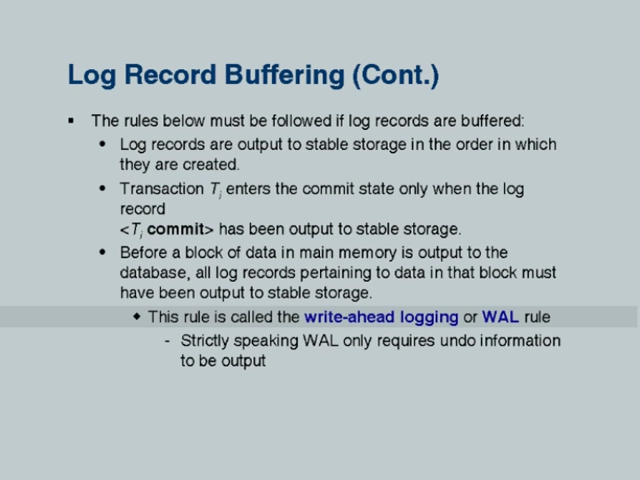 Log Record Buffering (Cont.)
▪ The rules below must be followed if log records are buffered:
• Log records are output to stable storage in the order in which
they are created.
• Transaction Ti enters the commit state only when the log
record
<Ti commit> has been output to stable storage.
• Before a block of data in main memory is output to the
database, all log records pertaining to data in that block must
have been output to stable storage.
◆ This rule is called the write-ahead logging or WAL rule
- Strictly speaking WAL only requires undo information
to be output